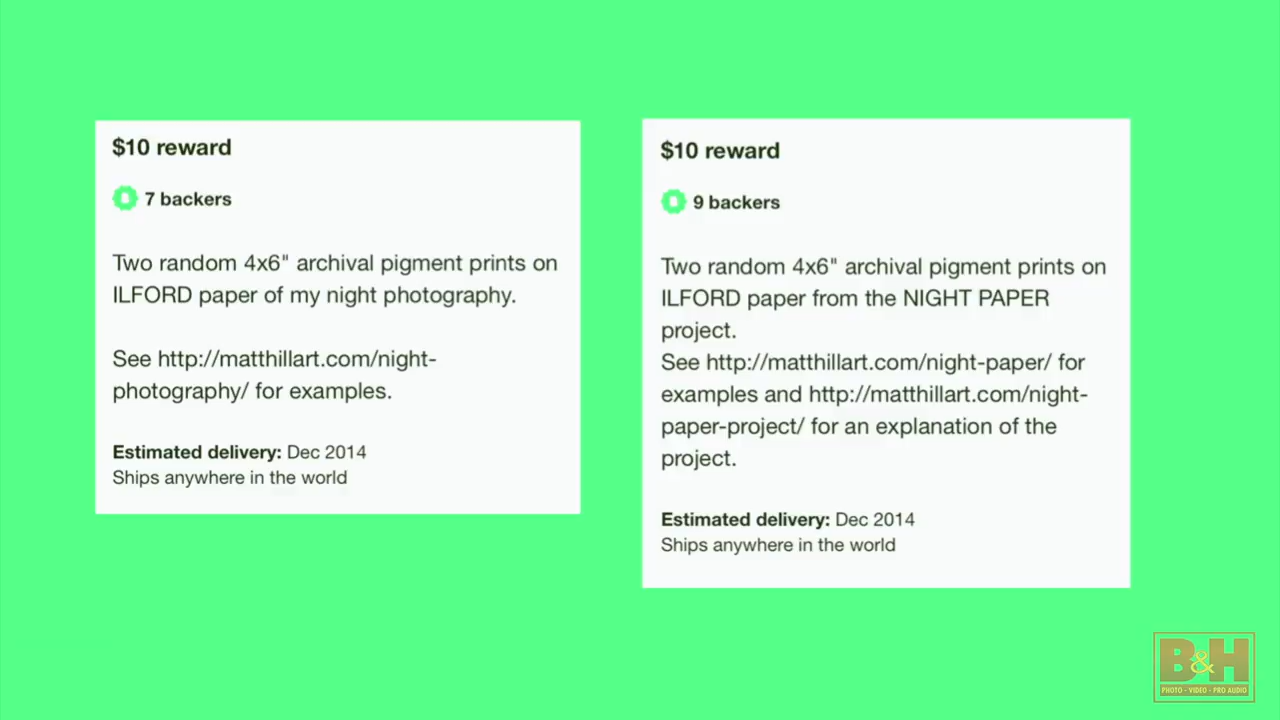 $10 reward
7 backers
Two random 4x6" archival pigment prints on
ILFORD paper of my night photography.
See http://matthillart.com/night-
photography/ for examples.
Estimated delivery: Dec 2014
Ships anywhere in the world
$10 reward
9 backers
Two random 4x6" archival pigment prints on
ILFORD paper from the NIGHT PAPER
project.
See http://matthillart.com/night-paper/ for
examples and http://matthillart.com/night-
paper-project/ for an explanation of the
project.
Estimated delivery: Dec 2014
Ships anywhere in the world
B&H
PHOTO - VIDEO - PRO AUDIO